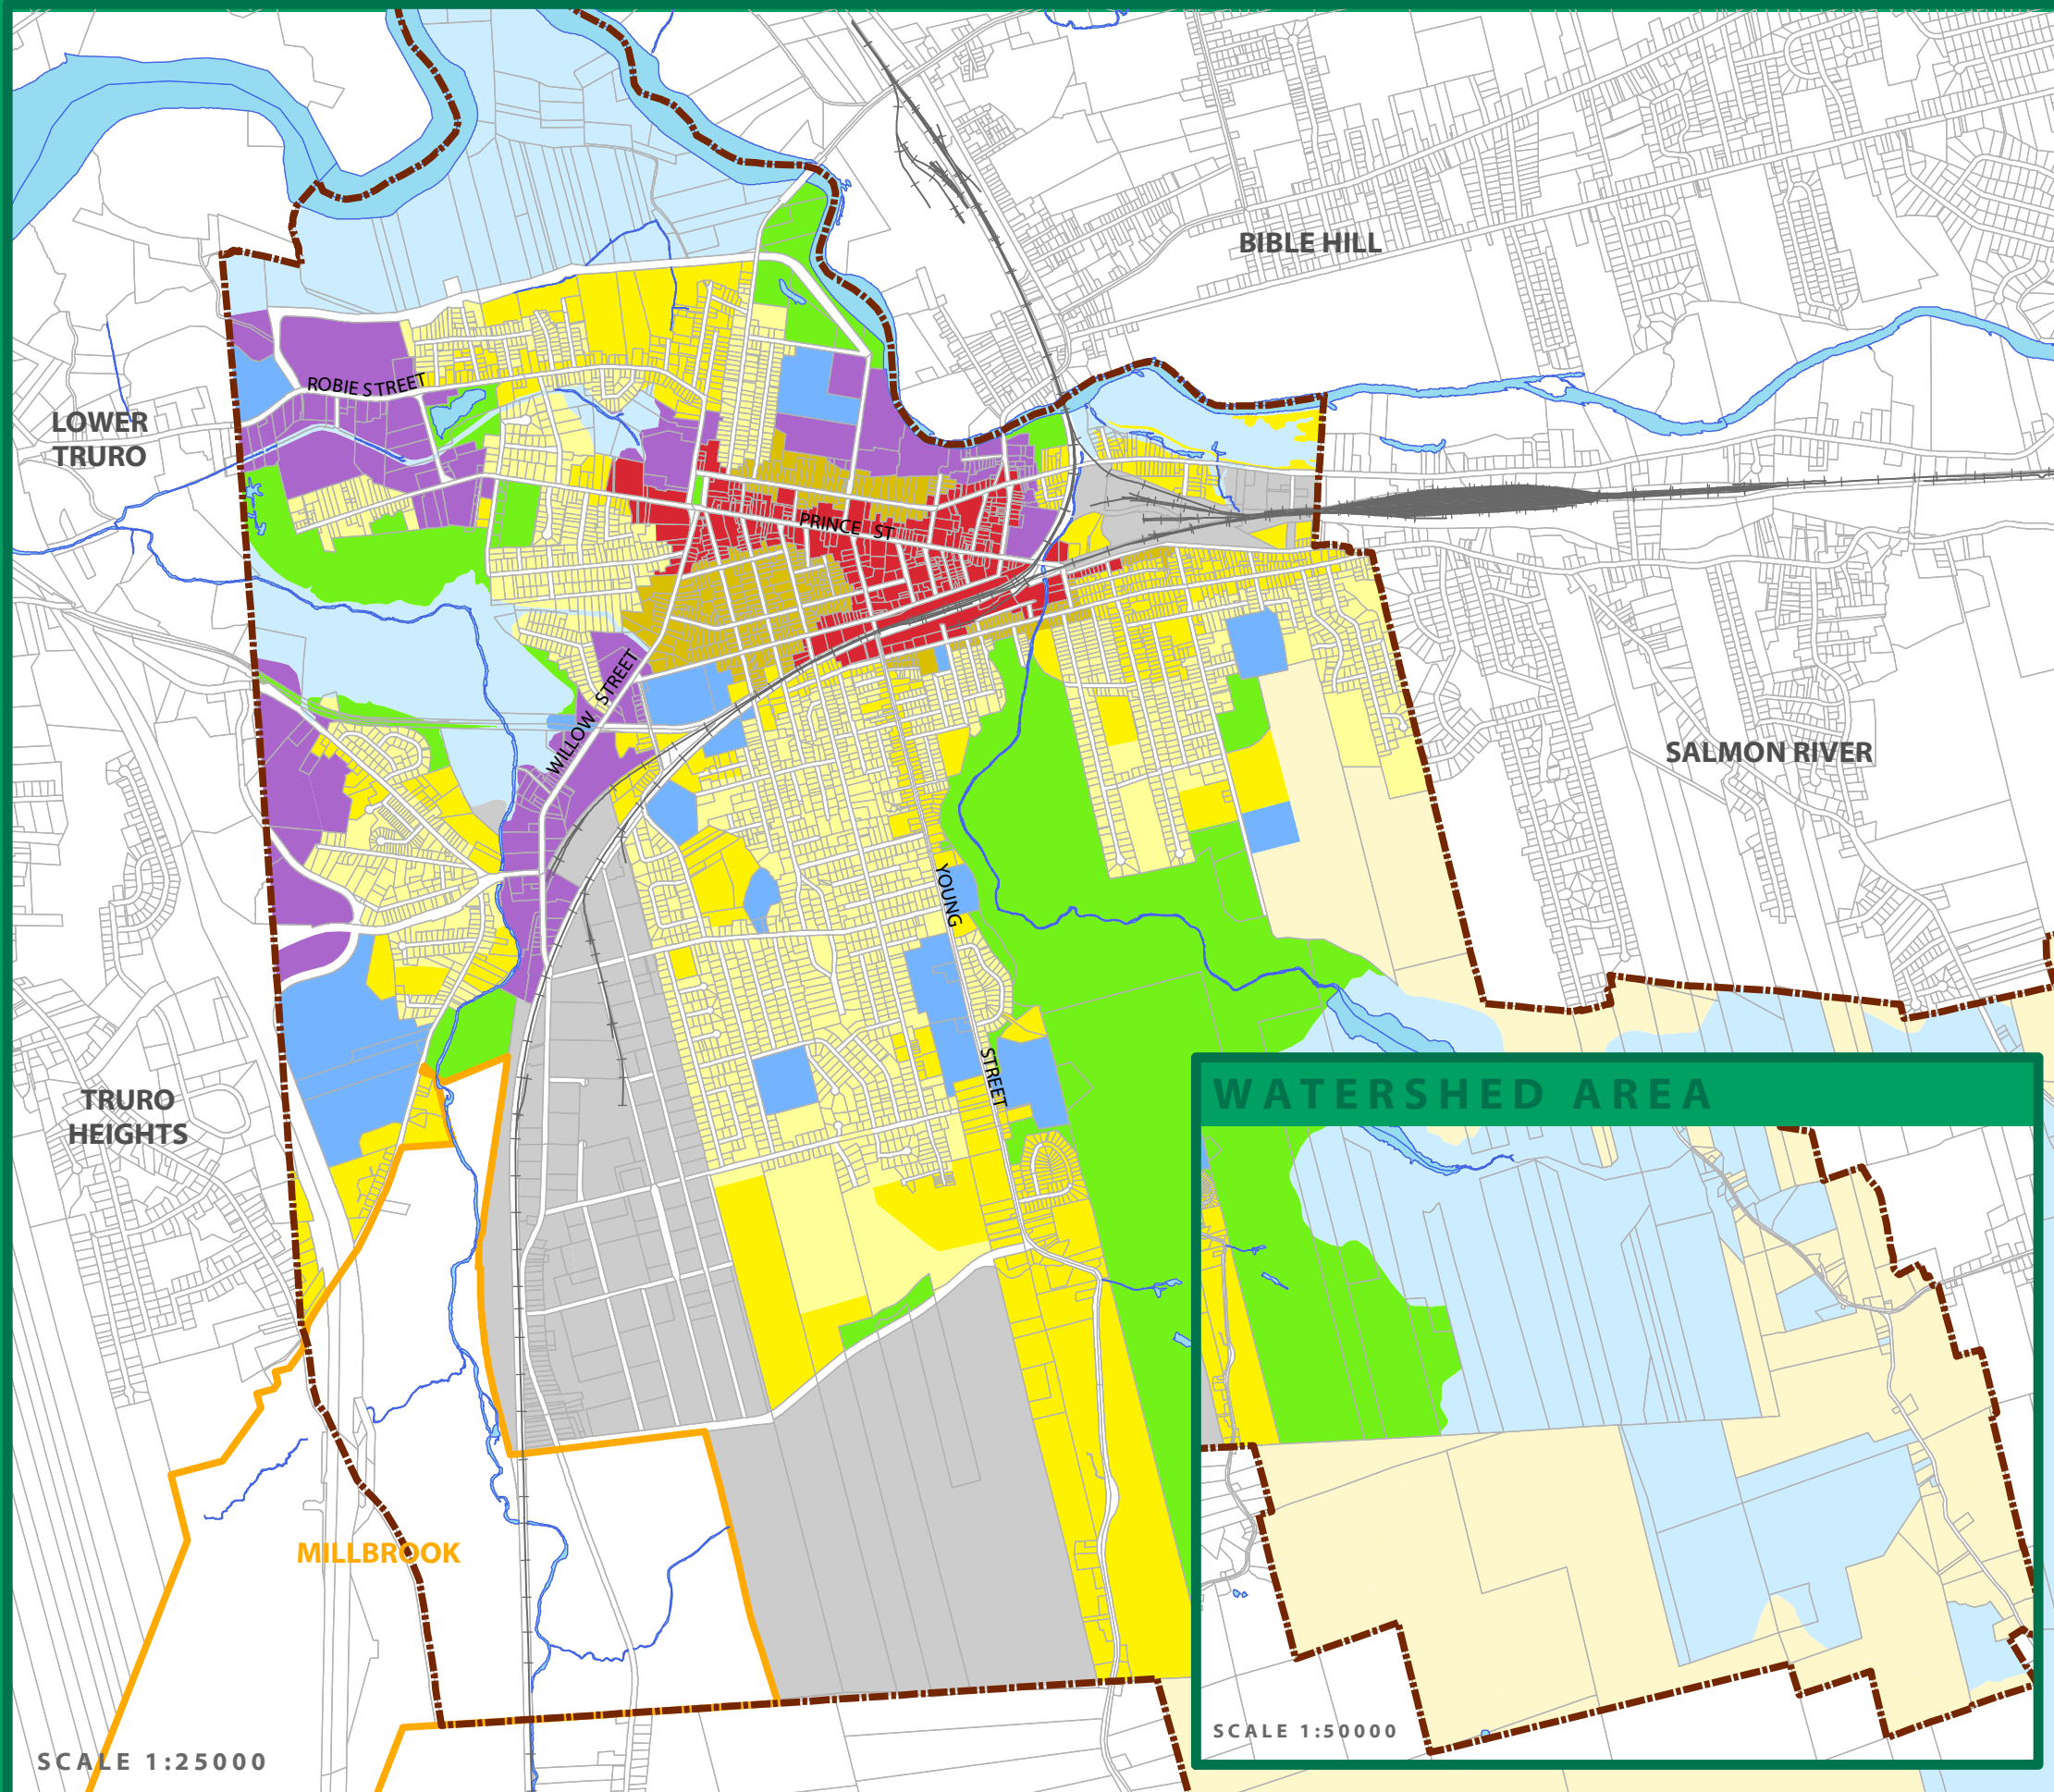 BIBLE HILL
ROBIE STREET
LOWER
TRURO
PRINCE ST
WILLOW STREET
SALMON RIVER
YOUNG
STREET
TRURO
HEIGHTS
WATERSHED AREA
MILLBROOK
SCALE 1:50000
SCALE 1:25000